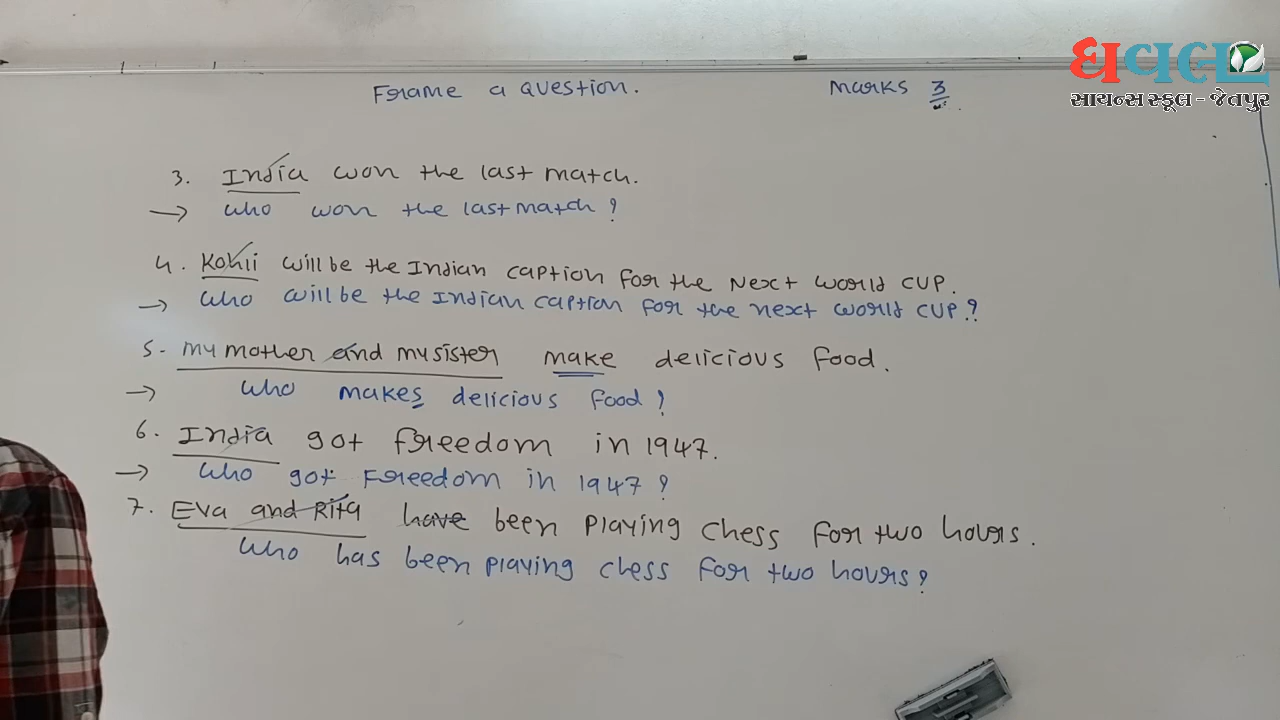 ધવલ
સાયન્સ સ્કૂલ - જેતપુર
Frame a Question. Marks 3
3. India won the last match.
→ Who won the last match?
4. Kohli will be the Indian caption for the Next world cup.
→ who will be the Indian caption for the next world cup?
5. My mother and my sister make delicious food.
→ Who makes delicious food?
6. India got freedom in 1947.
→ Who got Freedom in 1947?
7. Eva and Rita have been playing chess for two hours.
Who has been playing chess for two hours?